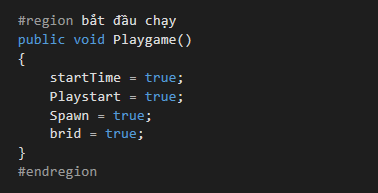 #region bắt đầu chạy
public void Playgame()
{
    startTime = true;
    Playstart = true;
    Spawn = true;
    brid = true;
}
#endregion